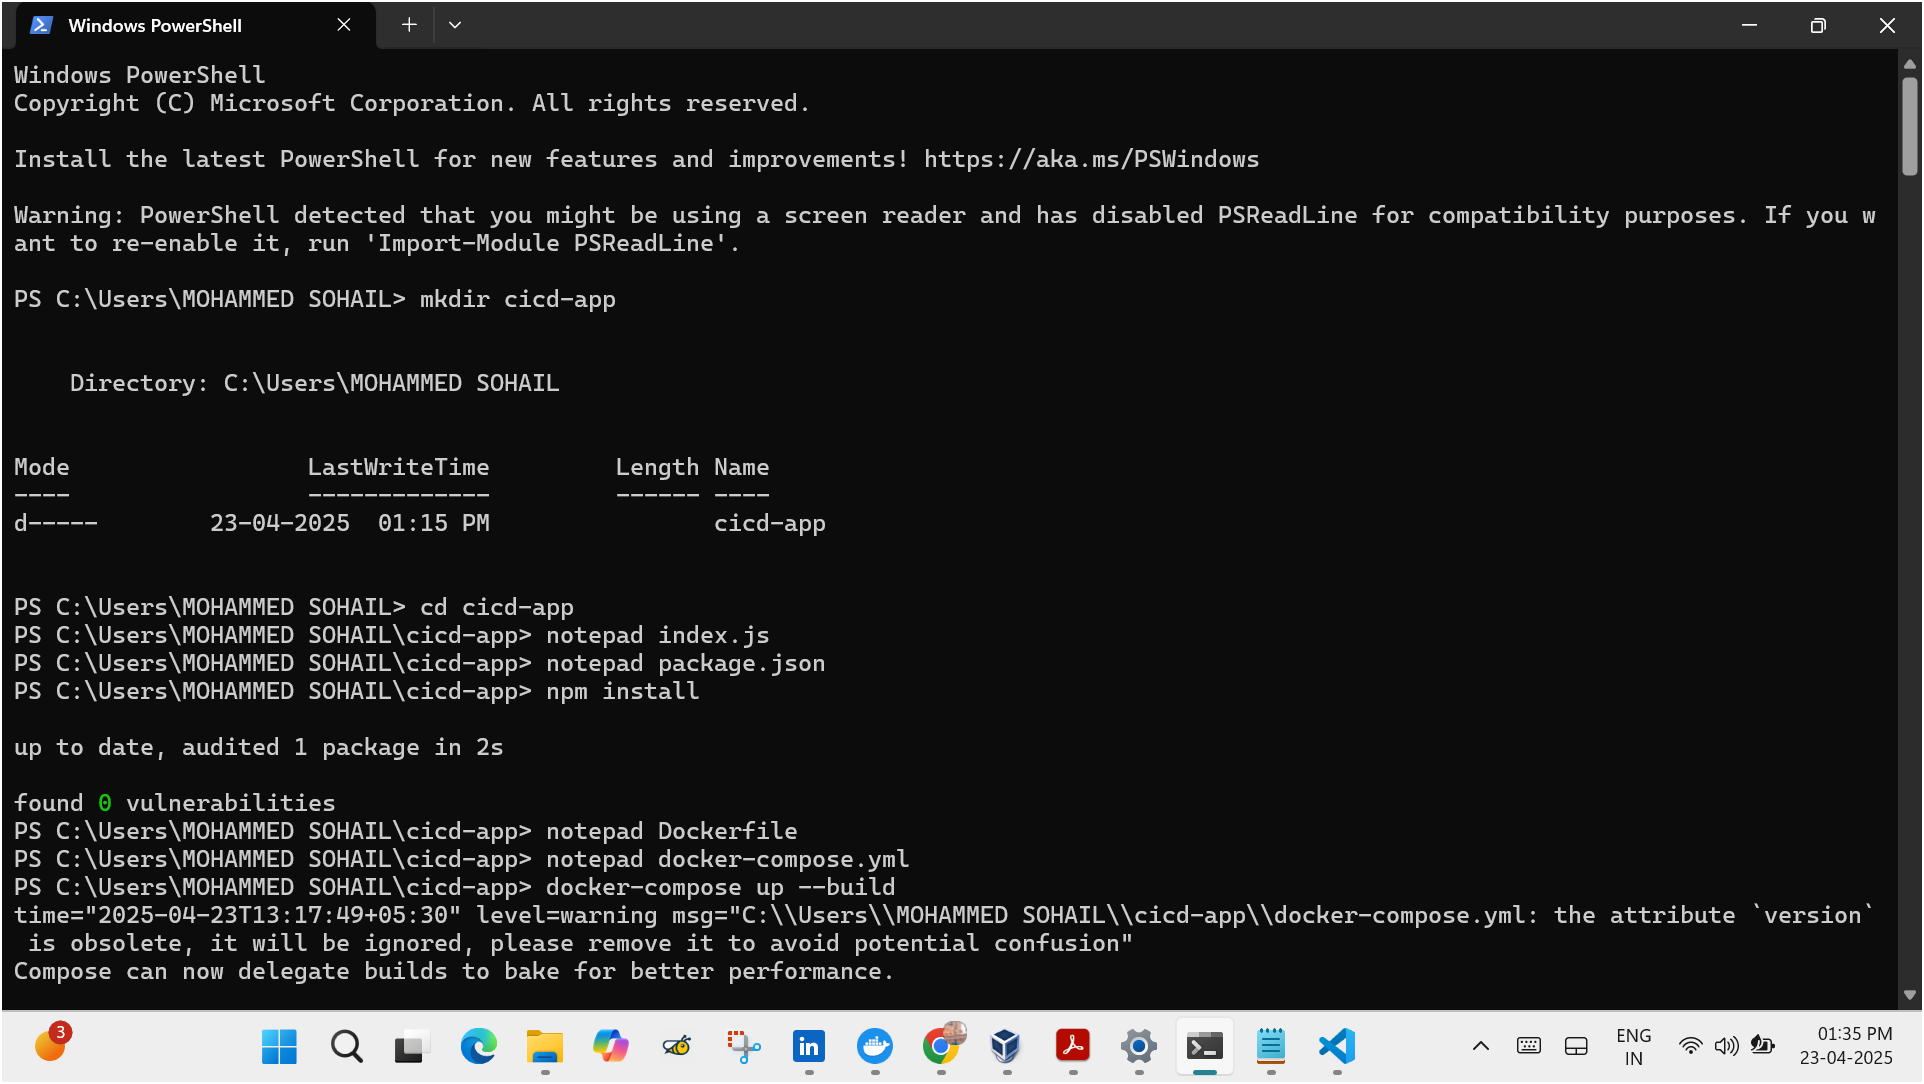 Windows PowerShell
Windows PowerShell
Copyright (C) Microsoft Corporation. All rights reserved.
Install the latest PowerShell for new features and improvements! https://aka.ms/PSWindows
Warning: PowerShell detected that you might be using a screen reader and has disabled PSReadLine for compatibility purposes. If you w
ant to re-enable it, run 'Import-Module PSReadLine'.
PS C:\Users\MOHAMMED SOHAIL> mkdir cicd-app
    Directory: C:\Users\MOHAMMED SOHAIL
Mode                 LastWriteTime         Length Name
----                 -------------         ------ ----
d-----        23-04-2025  01:15 PM                cicd-app
PS C:\Users\MOHAMMED SOHAIL> cd cicd-app
PS C:\Users\MOHAMMED SOHAIL\cicd-app> notepad index.js
PS C:\Users\MOHAMMED SOHAIL\cicd-app> notepad package.json
PS C:\Users\MOHAMMED SOHAIL\cicd-app> npm install
up to date, audited 1 package in 2s
found 0 vulnerabilities
PS C:\Users\MOHAMMED SOHAIL\cicd-app> notepad Dockerfile
PS C:\Users\MOHAMMED SOHAIL\cicd-app> notepad docker-compose.yml
PS C:\Users\MOHAMMED SOHAIL\cicd-app> docker-compose up --build
time="2025-04-23T13:17:49+05:30" level=warning msg="C:\\Users\\MOHAMMED SOHAIL\\cicd-app\\docker-compose.yml: the attribute `version`
 is obsolete, it will be ignored, please remove it to avoid potential confusion"
Compose can now delegate builds to bake for better performance.
3
in
ENG
IN
01:35 PM
23-04-2025